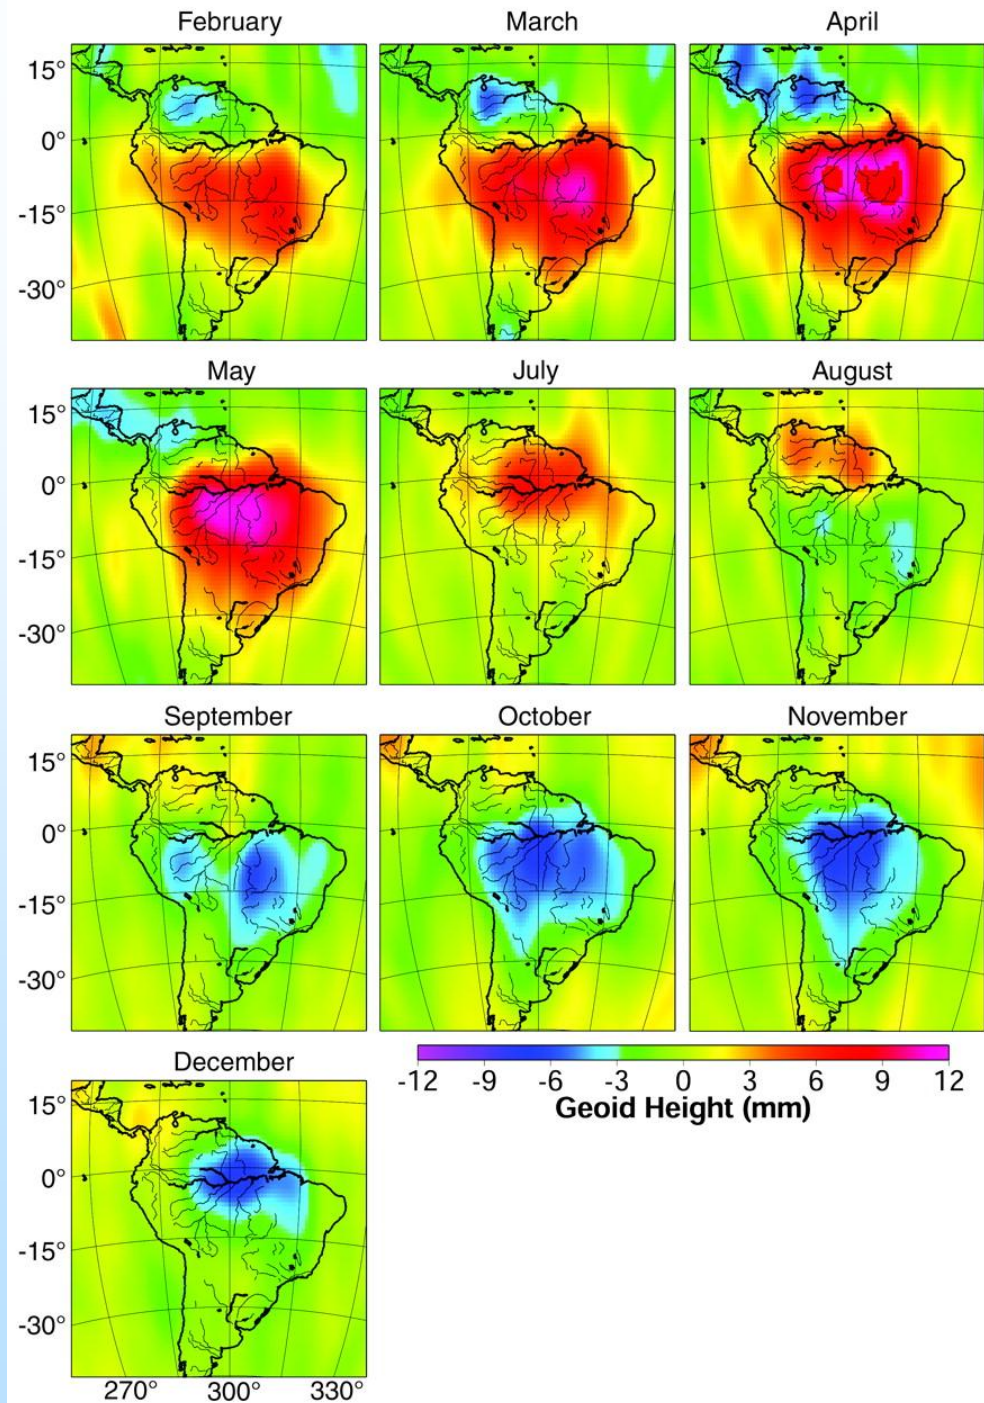 February March April
15°
0°
-15°
-30°
May July August
15°
0°
-15°
-30°
September October November
15°
0°
-15°
-30°
December
-12 -9 -6 -3 0 3 6 9 12
Geoid Height (mm)
15°
0°
-15°
-30°
270° 300° 330°